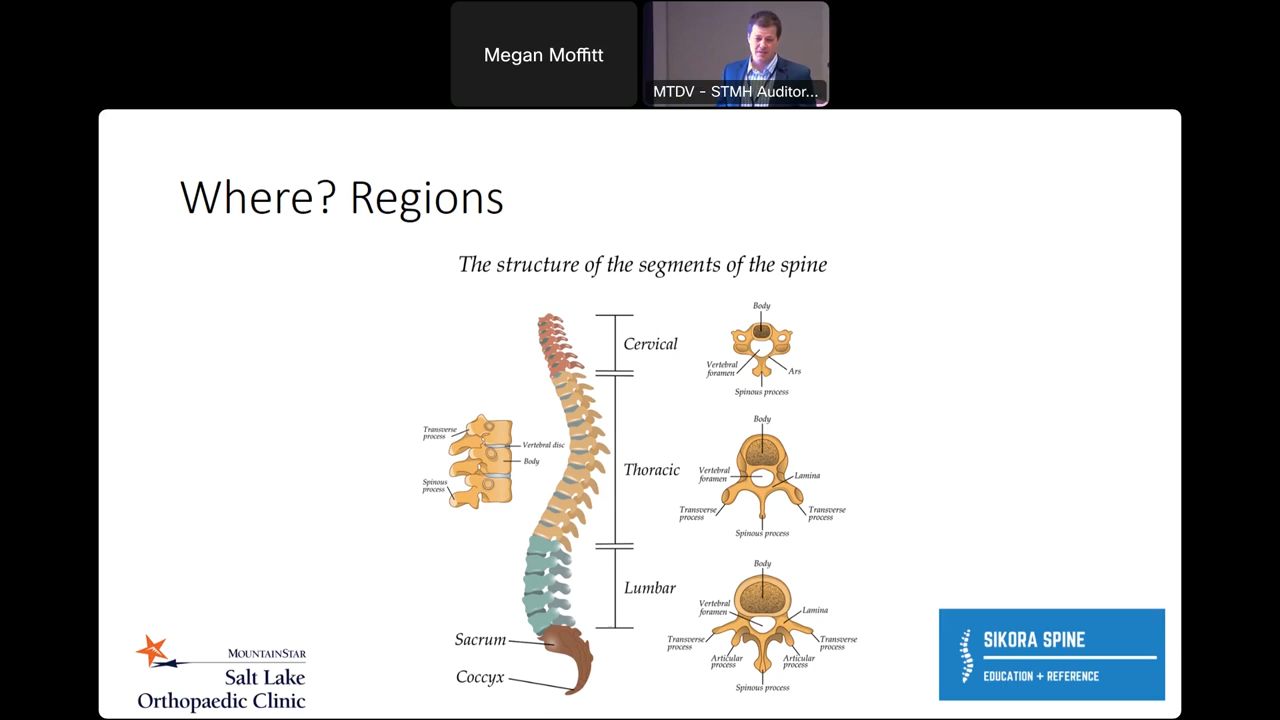 Megan Moffitt
MTDV - STMH Auditor...
Where? Regions
The structure of the segments of the spine
Cervical
Thoracic
Lumbar
Sacrum
Coccyx
Transverse
process
Vertebral disc
Body
Spinous
process
Body
Vertebral
foramen
Ars
Spinous process
Body
Vertebral
foramen
Lamina
Transverse
process
Transverse
process
Spinous process
Body
Vertebral
foramen
Lamina
Transverse
process
Transverse
process
Articular
process
Articular
process
Spinous process
MOUNTAINSTAR
Salt Lake
Orthopaedic Clinic
SIKORA SPINE
EDUCATION + REFERENCE